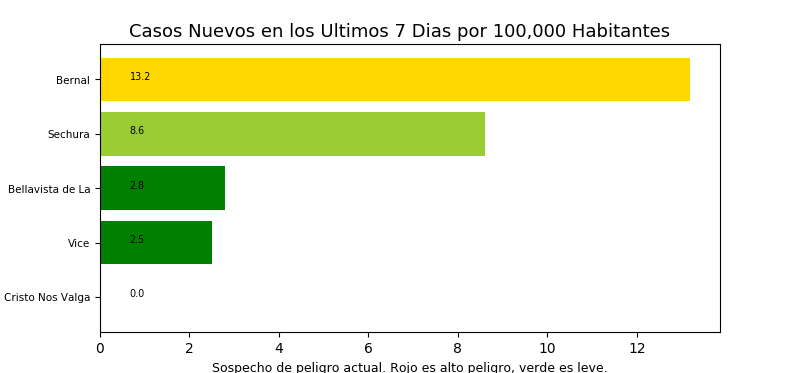 Casos Nuevos en los Ultimos 7 Dias por 100,000 Habitantes
Bernal 13.2
Sechura 8.6
Bellavista de La 2.8
Vice 2.5
Cristo Nos Valga 0.0
0 2 4 6 8 10 12
Sospecho de peligro actual. Rojo es alto peligro, verde es leve.